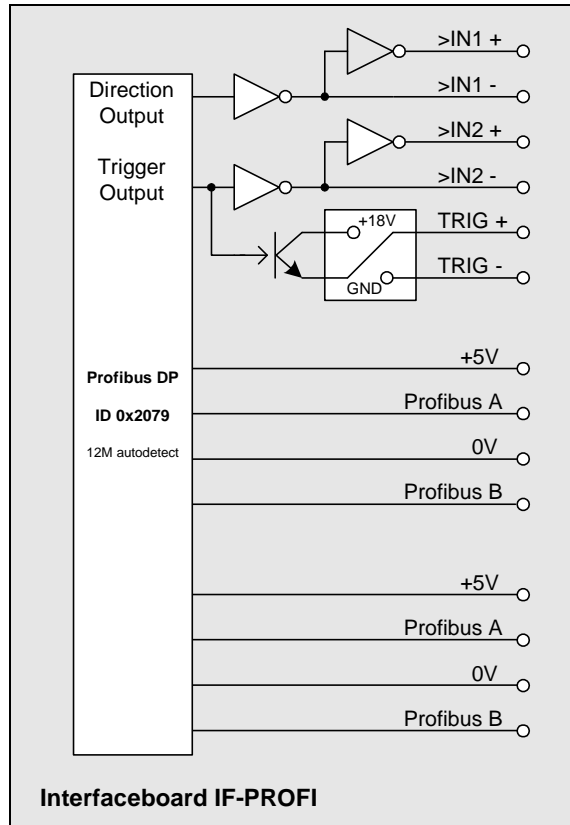 >IN1 +
Direction
Output
>IN1 -
>IN2 +
Trigger
Output
>IN2 -
+18V
TRIG +
GND
TRIG -
+5V
Profibus DP
Profibus A
ID 0x2079
12M autodetect
0V
Profibus B
+5V
Profibus A
0V
Profibus B
Interfaceboard IF-PROFI